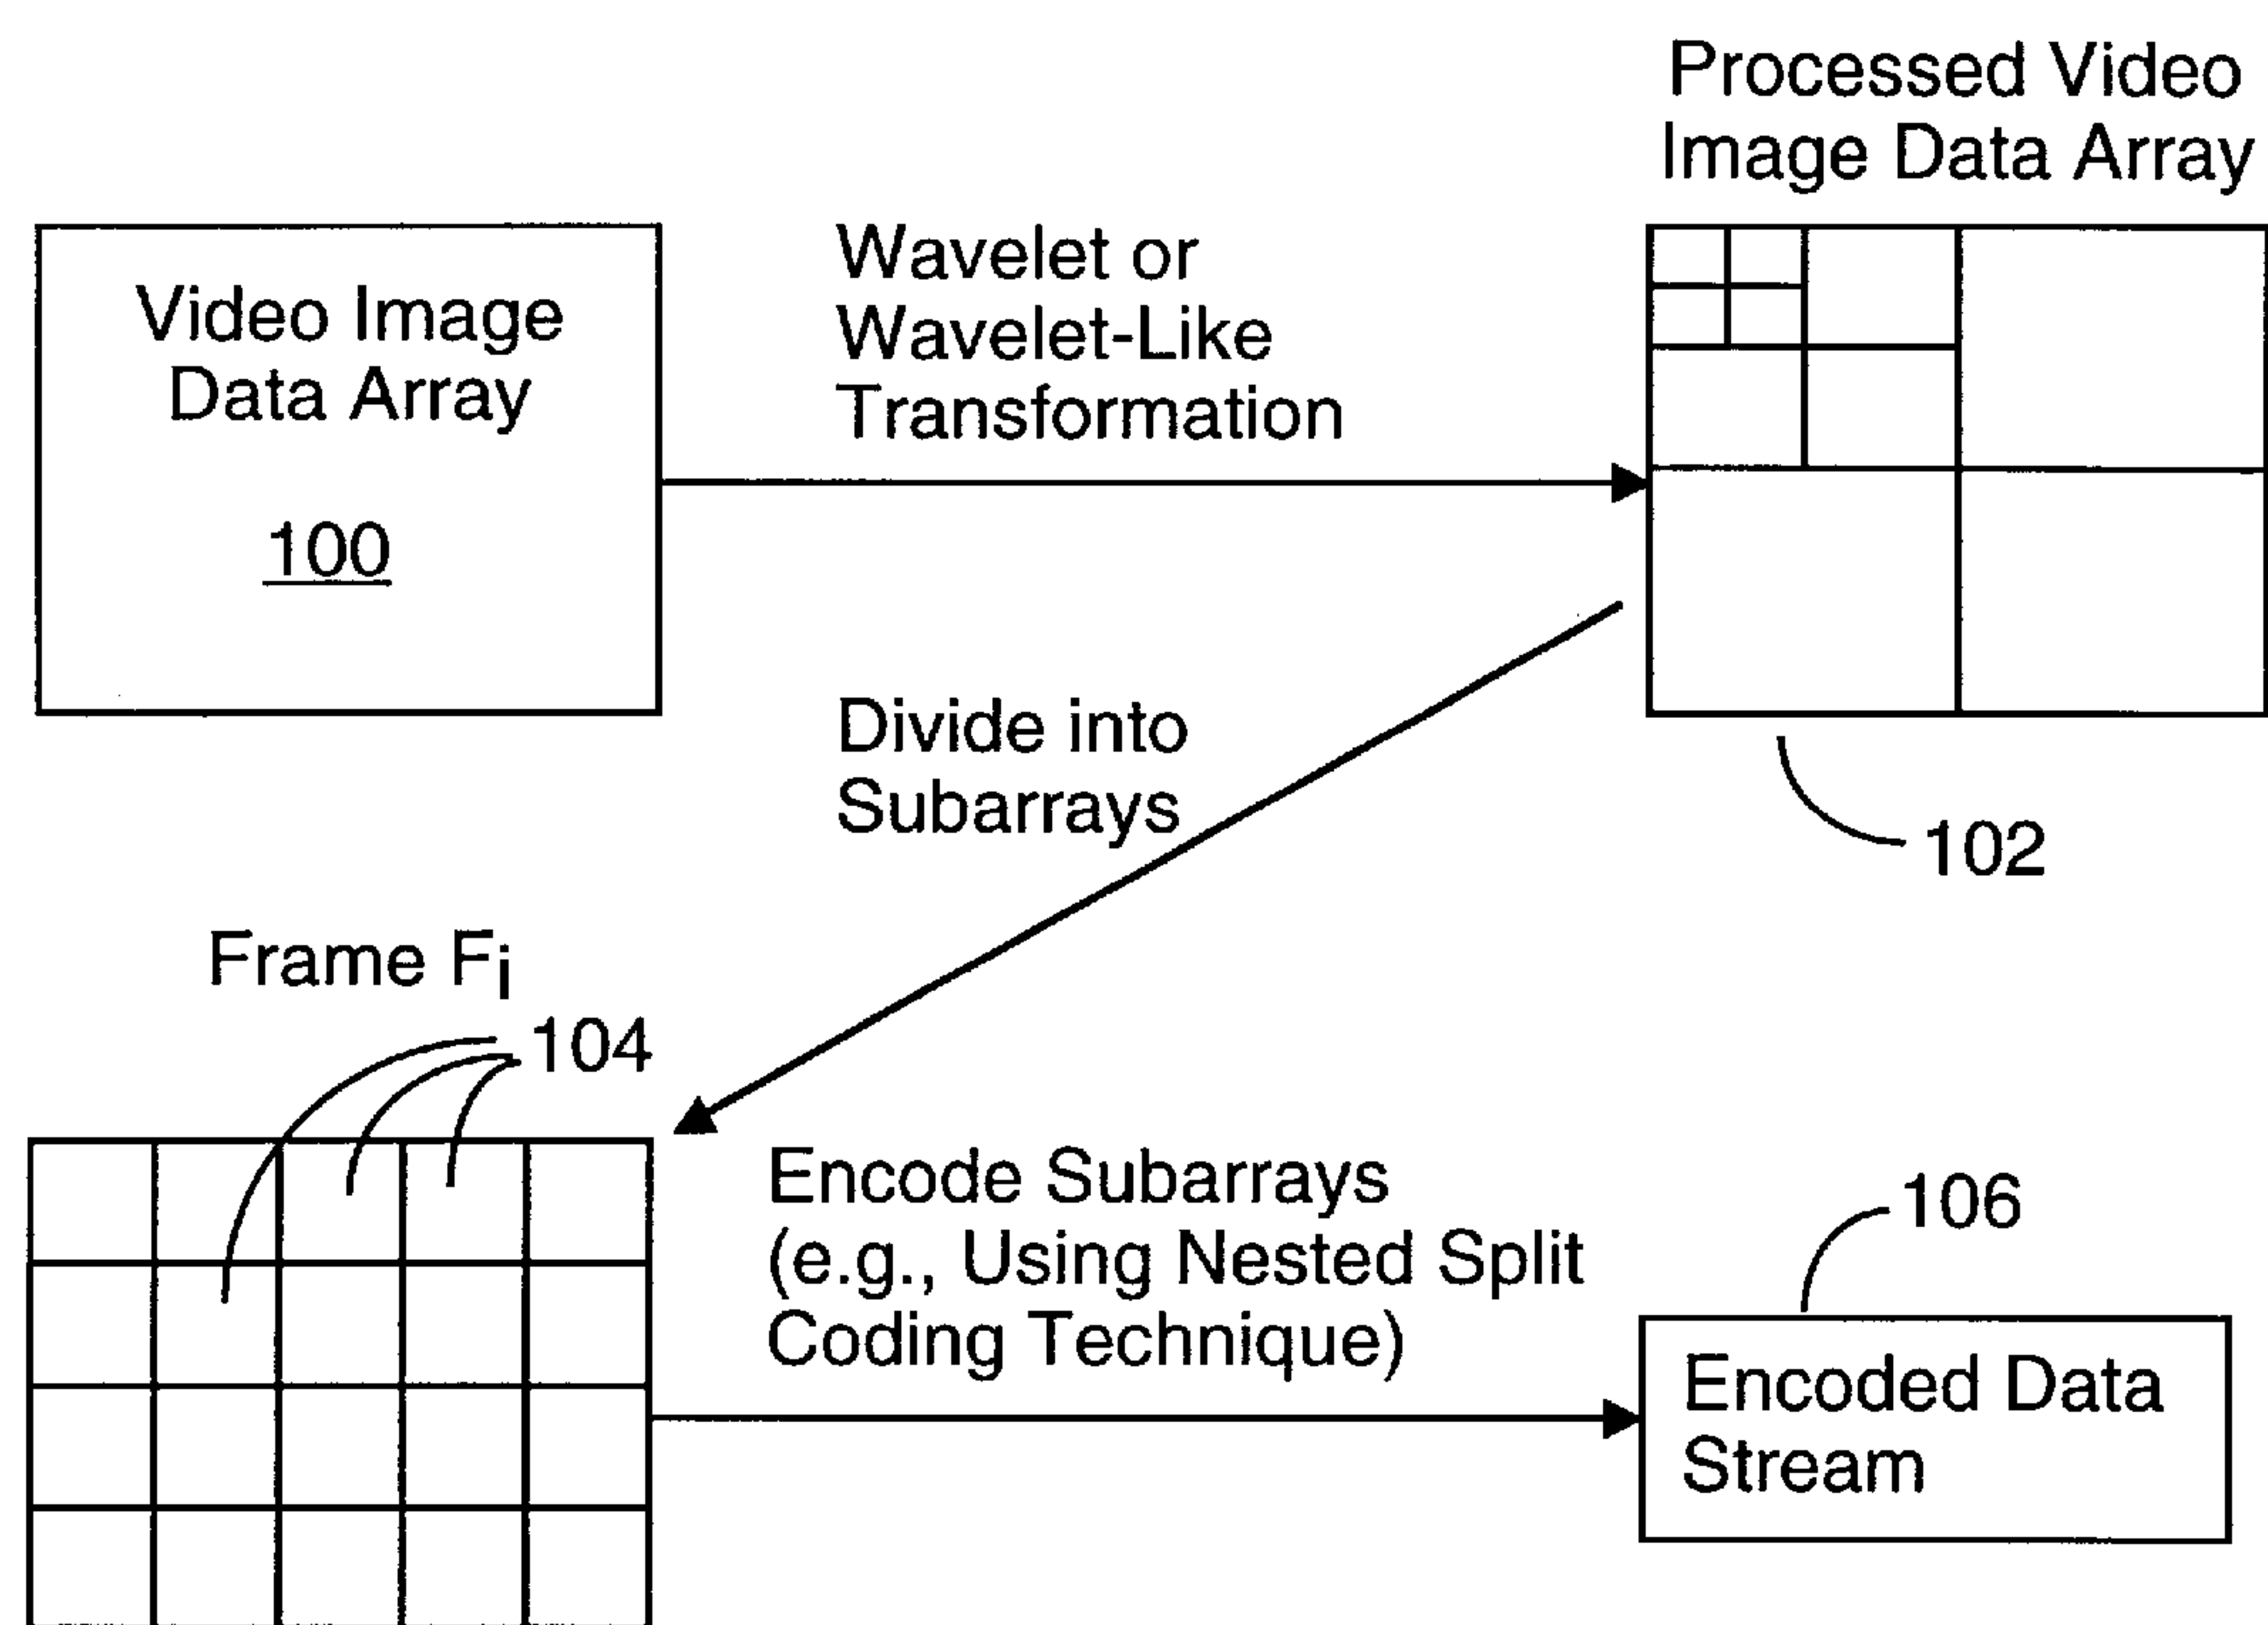 Processed Video
Image Data Array
Video Image
Data Array
100
Wavelet or
Wavelet-Like
Transformation
102
Divide into
Subarrays
Frame Fi
104
Encode Subarrays
(e.g., Using Nested Split
Coding Technique)
106
Encoded Data
Stream